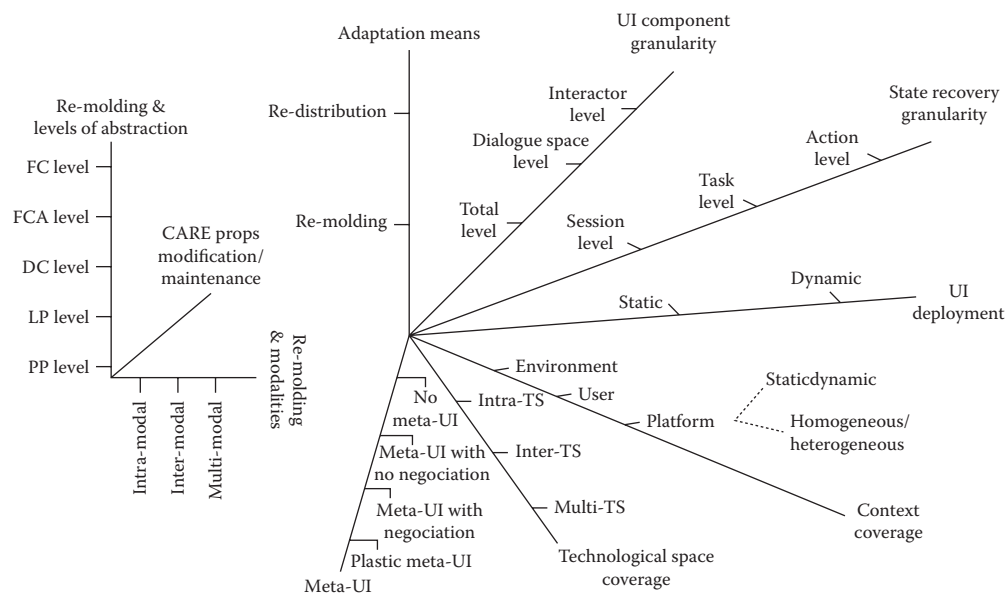 Adaptation means
Re-distribution
Re-molding
UI component
granularity
Interactor
level
Dialogue space
level
Total
level
State recovery
granularity
Action
level
Task
level
Session
level
Dynamic
Static
UI
deployment
Environment
User
Platform
Staticdynamic
Homogeneous/
heterogeneous
Context
coverage
Intra-TS
Inter-TS
Multi-TS
Technological space
coverage
No
meta-UI
Meta-UI with
no negociation
Meta-UI with
negociation
Plastic meta-UI
Meta-UI
Re-molding &
levels of abstraction
FC level
FCA level
DC level
LP level
PP level
CARE props
modification/
maintenance
Re-molding
& modalities
Intra-modal
Inter-modal
Multi-modal